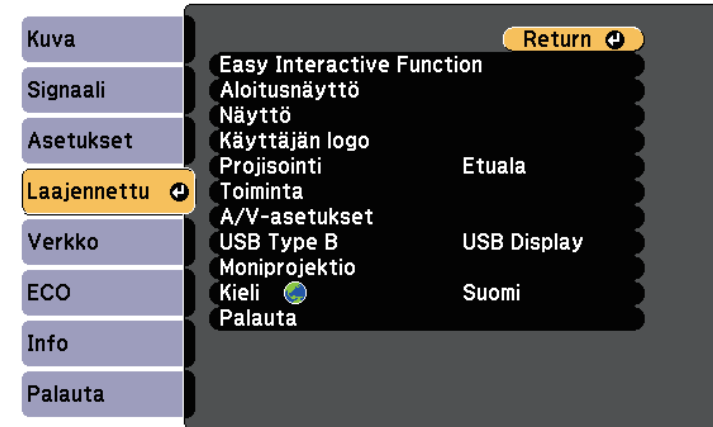 Kuva
Signaali
Asetukset
Laajennettu
Verkko
ECO
Info
Palauta
Return
Easy Interactive Function
Aloitusnäyttö
Näyttö
Käyttäjän logo
Projisointi Etuala
Toiminta
A/V-asetukset
USB Type B USB Display
Moniprojektio
Kieli Suomi
Palauta